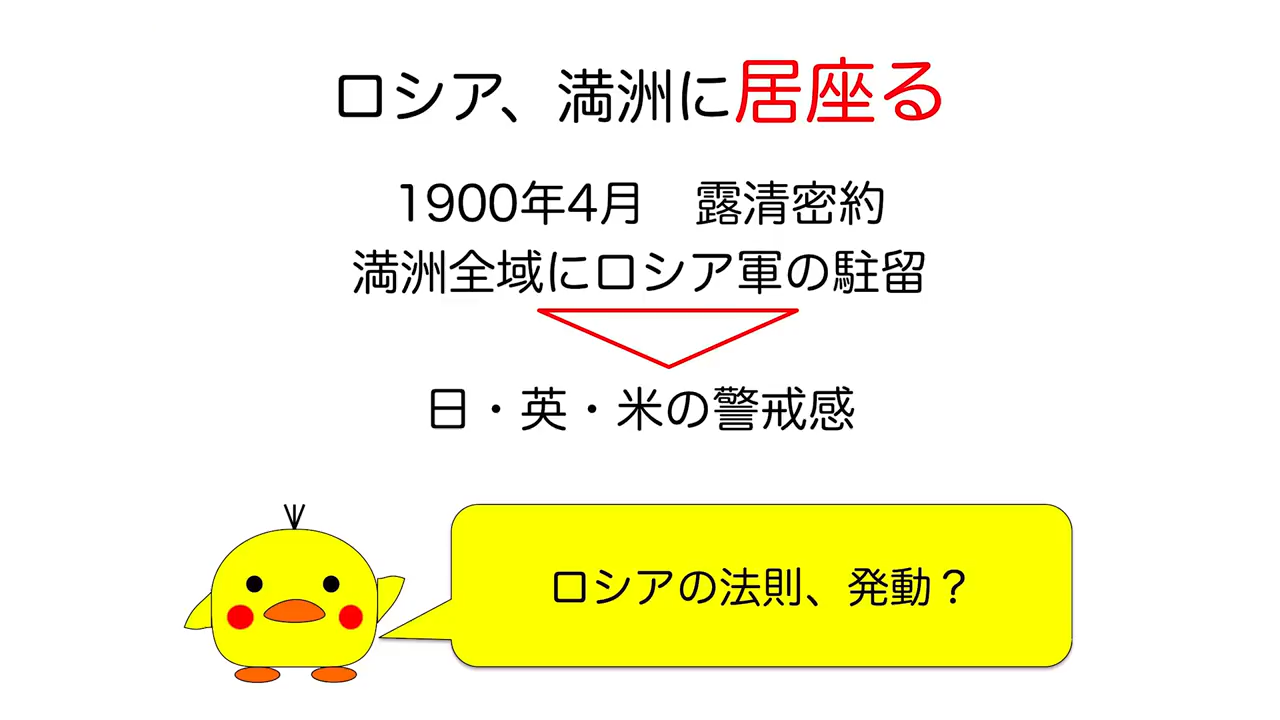 ロシア、満洲に居座る
1900年4月　露清密約
満洲全域にロシア軍の駐留
日・英・米の警戒感
ロシアの法則、発動？